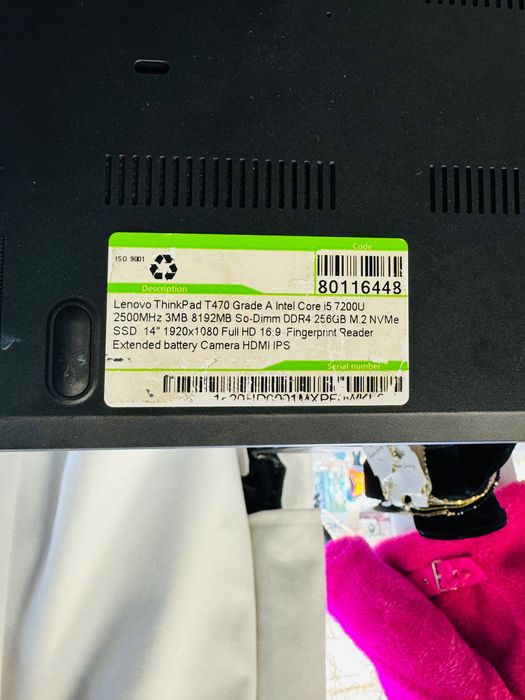 ISO 9001
Code
80116448
Description
Lenovo ThinkPad T470 Grade A Intel Core i5 7200U
2500MHz 3MB 8192MB So-Dimm DDR4 256GB M.2 NVMe
SSD 14" 1920x1080 Full HD 16:9 Fingerprint Reader
Extended battery Camera HDMI IPS
Serial number